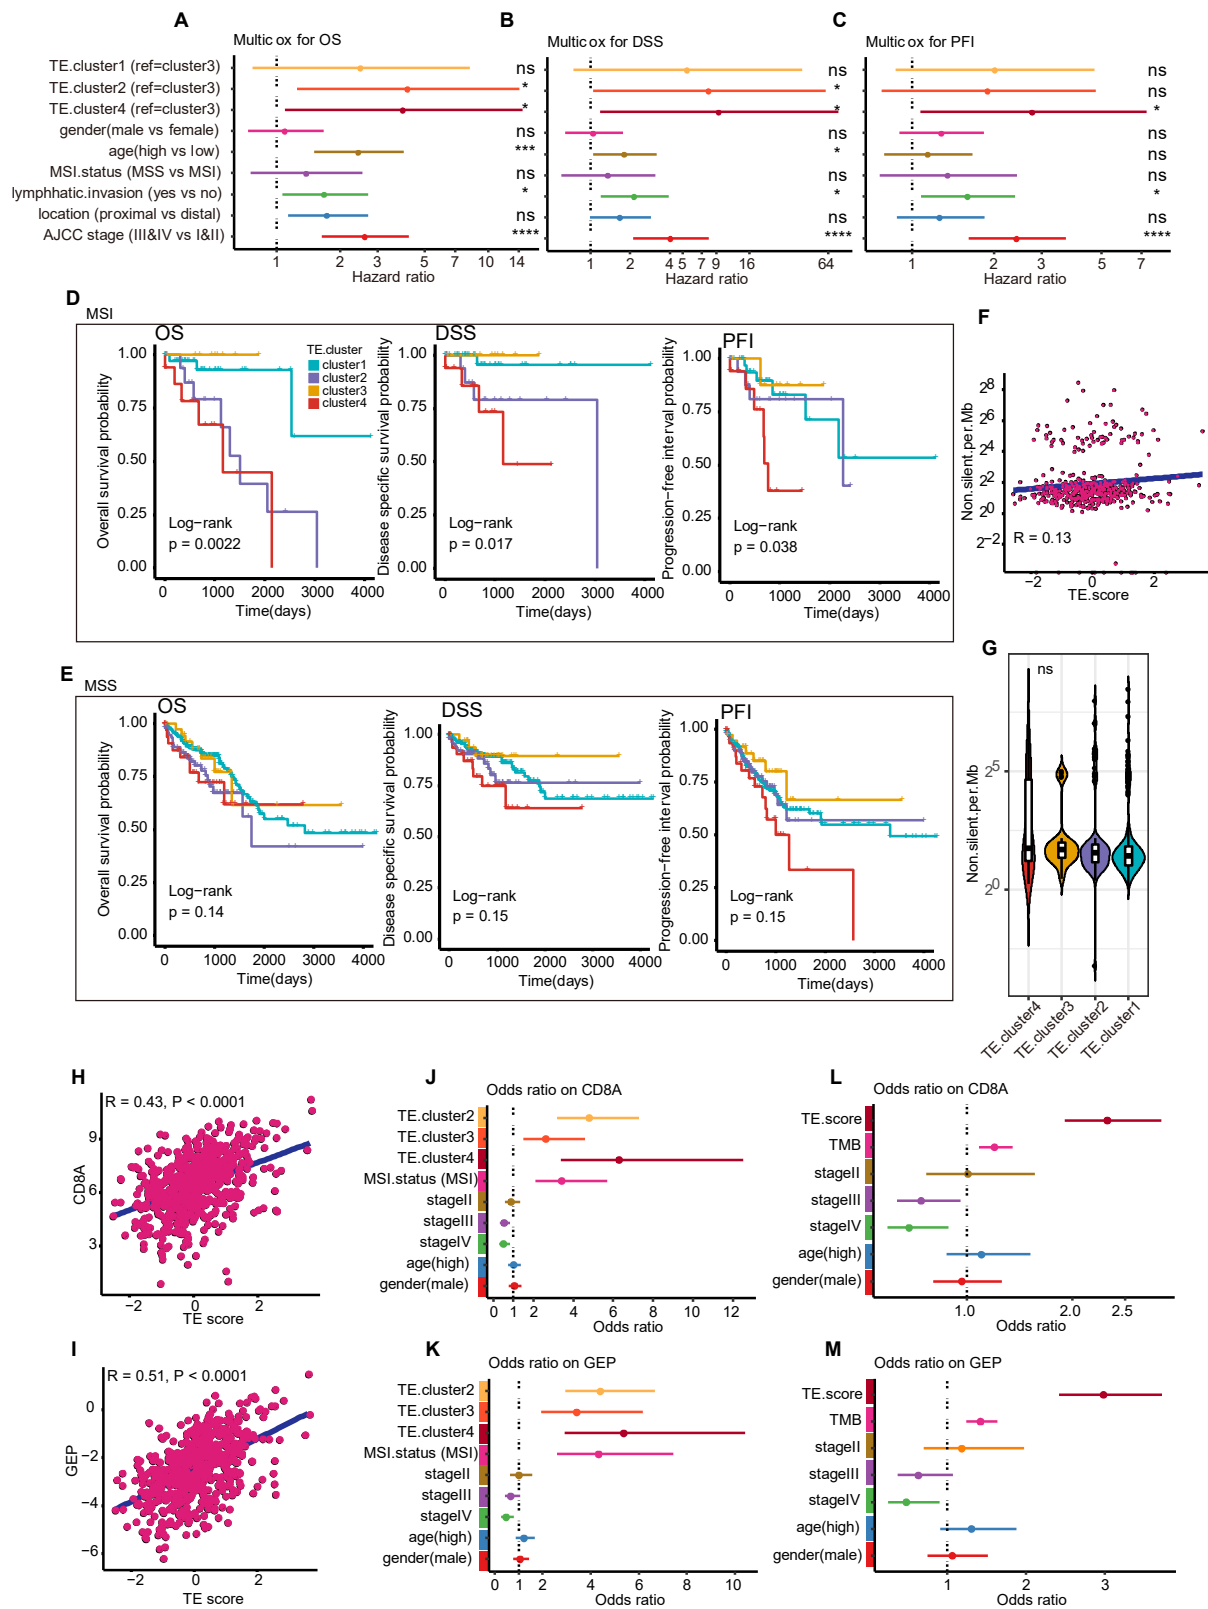 A
B
C
Multicox for OS
Multicox for DSS
Multicox for PFI
TE.cluster1 (ref=cluster3)
TE.cluster2 (ref=cluster3)
TE.cluster4 (ref=cluster3)
gender(male vs female)
age(high vs low)
MSI.status (MSS vs MSI)
lymphhatic.invasion (yes vs no)
location (proximal vs distal)
AJCC stage (III&IV vs I&II)
ns
*
*
ns
***
ns
*
ns
****
ns
*
*
ns
*
ns
*
ns
****
ns
ns
*
ns
ns
ns
*
ns
****
1 2 3 5 7 10 14
1 2 4 5 7 9 16 64
1 2 3 5 7
Hazard ratio
Hazard ratio
Hazard ratio
D
MSI
OS
DSS
PFI
TE.cluster
cluster1
cluster2
cluster3
cluster4
Overall survival probability
1.00
0.75
0.50
0.25
0.00
Log−rank
p = 0.0022
0 1000 2000 3000 4000
Time(days)
Disease specific survival probability
1.00
0.75
0.50
0.25
0.00
Log−rank
p = 0.017
0 1000 2000 3000 4000
Time(days)
Progression−free interval probability
1.00
0.75
0.50
0.25
0.00
Log−rank
p = 0.038
0 1000 2000 3000 4000
Time(days)
F
Non.silent.per.Mb
2^8
2^6
2^4
2^2
2^0
2^−2
R = 0.13
−2 0 2
TE.score
E
MSS
OS
DSS
PFI
Overall survival probability
1.00
0.75
0.50
0.25
0.00
Log−rank
p = 0.14
0 1000 2000 3000 4000
Time(days)
Disease specific survival probability
1.00
0.75
0.50
0.25
0.00
Log−rank
p = 0.15
0 1000 2000 3000 4000
Time(days)
Progression−free interval probability
1.00
0.75
0.50
0.25
0.00
Log−rank
p = 0.15
0 1000 2000 3000 4000
Time(days)
G
ns
Non.silent.per.Mb
2^5
2^0
TE.cluster4
TE.cluster3
TE.cluster2
TE.cluster1
H
R = 0.43, P < 0.0001
CD8A
9
6
3
−2 0 2
TE score
J
Odds ratio on CD8A
TE.cluster2
TE.cluster3
TE.cluster4
MSI.status (MSI)
stageII
stageIII
stageIV
age(high)
gender(male)
0 1 2 4 6 8 10 12
Odds ratio
L
Odds ratio on CD8A
TE.score
TMB
stageII
stageIII
stageIV
age(high)
gender(male)
1.0 2.0 2.5
Odds ratio
I
R = 0.51, P < 0.0001
GEP
0
−2
−4
−6
−2 0 2
TE score
K
Odds ratio on GEP
TE.cluster2
TE.cluster3
TE.cluster4
MSI.status (MSI)
stageII
stageIII
stageIV
age(high)
gender(male)
0 1 2 4 6 8 10
Odds ratio
M
Odds ratio on GEP
TE.score
TMB
stageII
stageIII
stageIV
age(high)
gender(male)
1 2 3
Odds ratio